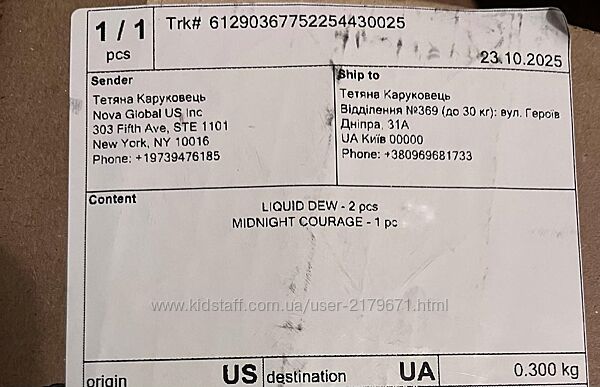 1 / 1
pcs
Trk# 61290367752254430025
23.10.2025
Sender
Тетяна Каруковець
Nova Global US Inc
303 Fifth Ave, STE 1101
New York, NY 10016
Phone: +19739476185
Ship to
Тетяна Каруковець
Відділення №369 (до 30 кг): вул. Героїв
Дніпра, 31А
UA Київ 00000
Phone: +380969681733
Content
LIQUID DEW - 2 pcs
MIDNIGHT COURAGE - 1 pc
www.kidstaff.com.ua/user-2179671.html
origin US destination UA 0.300 kg